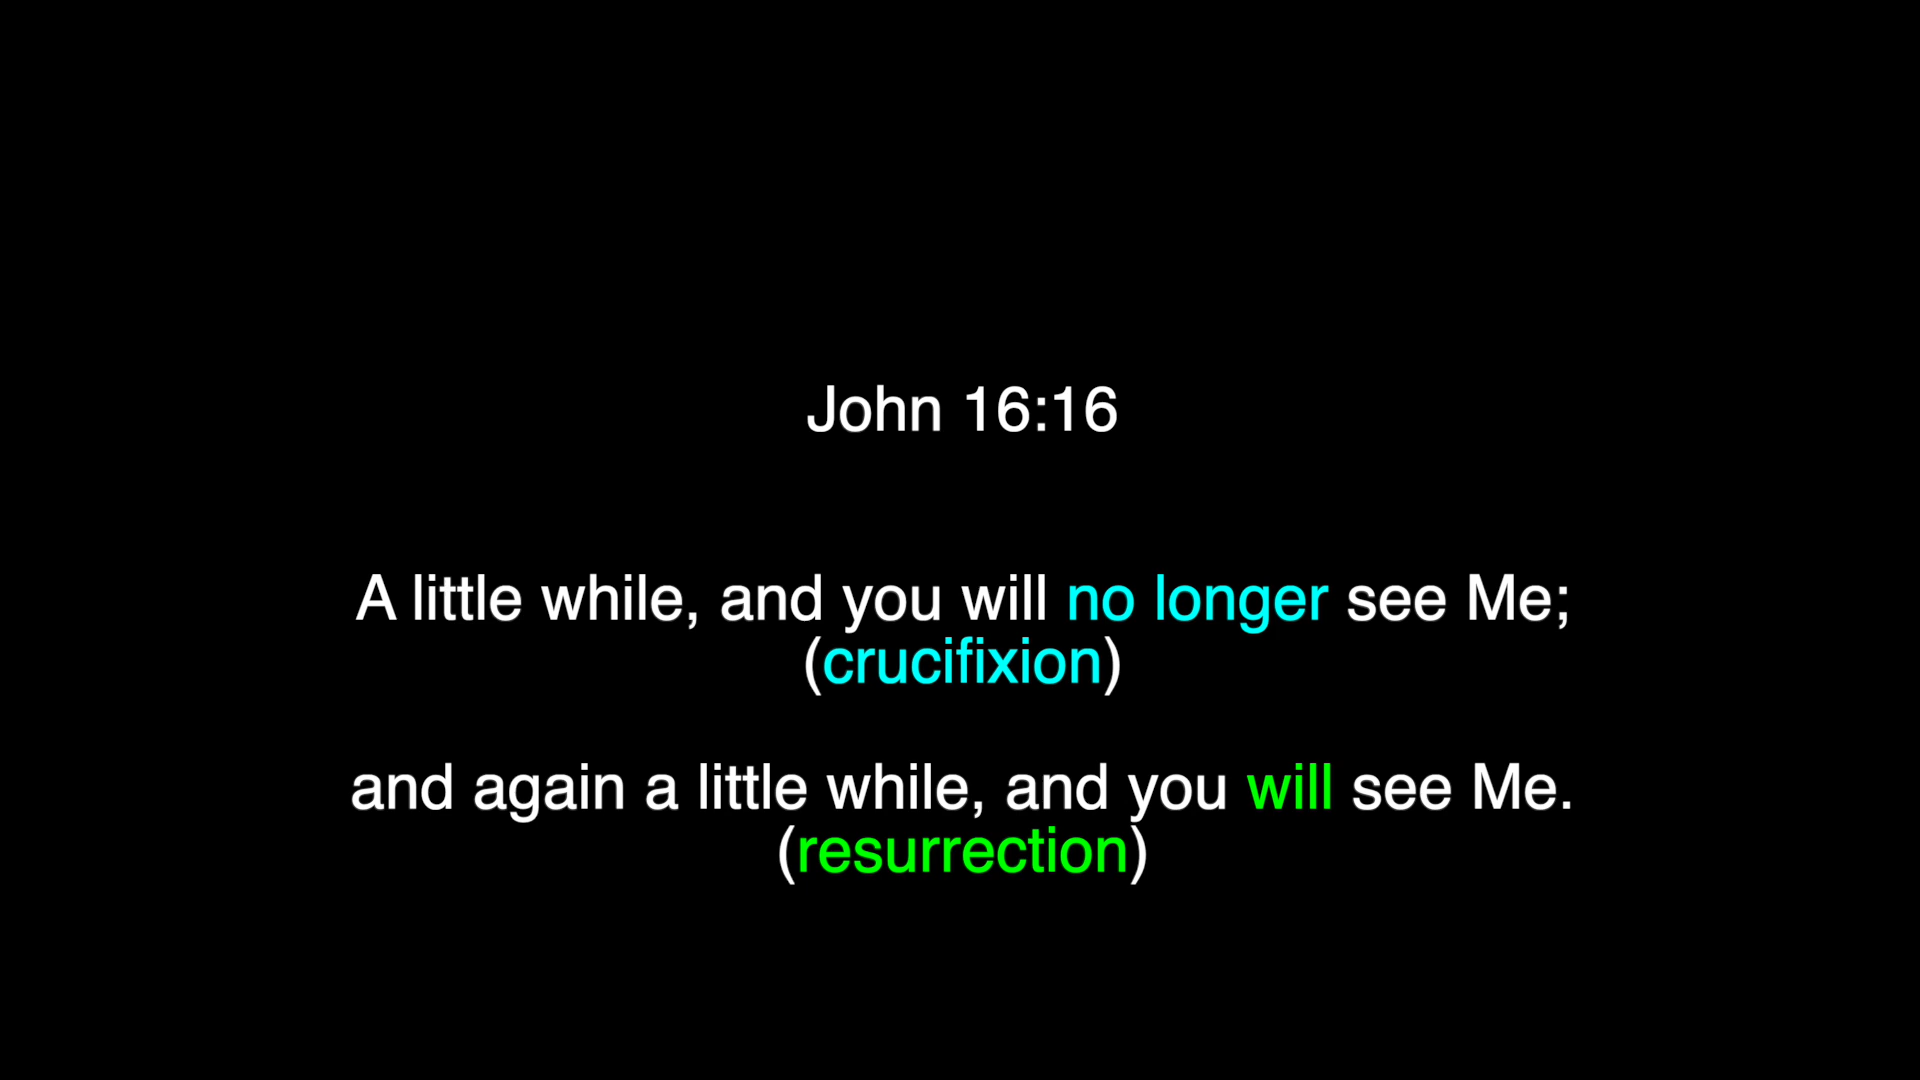 John 16:16
A little while, and you will no longer see Me;
(crucifixion)
and again a little while, and you will see Me.
(resurrection)